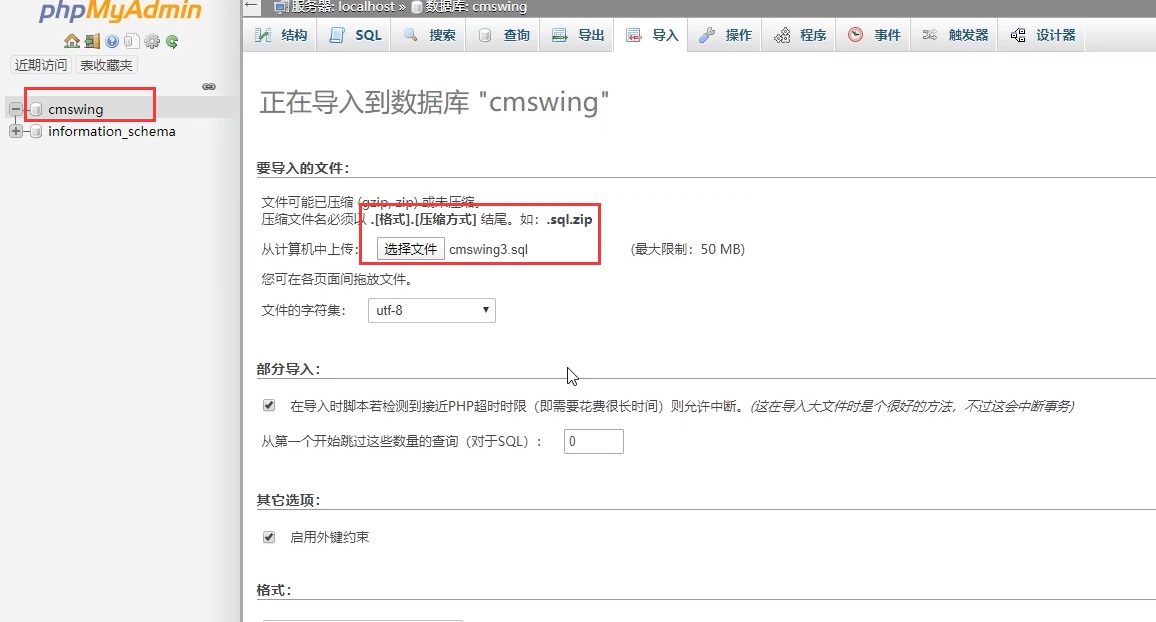 phpMyAdmin
近期访问 表收藏夹
cmswing
information_schema
服务器: localhost » 数据库: cmswing
结构 SQL 搜索 查询 导出 导入 操作 程序 事件 触发器 设计器
正在导入到数据库 "cmswing"
要导入的文件:
文件可能已压缩 (gzip, zip) 或未压缩。
压缩文件名必须以 .[格式].[压缩方式] 结尾。如: .sql.zip
从计算机中上传: 选择文件 cmswing3.sql (最大限制: 50 MB)
您可在各页面间拖放文件。
文件的字符集: utf-8
部分导入:
在导入时脚本若检测到接近PHP超时时限（即需要花费很长时间）则允许中断。(这在导入大文件时是个很好的方法，不过这会中断事务)
从第一个开始跳过这些数量的查询（对于SQL）: 0
其它选项:
启用外键约束
格式: